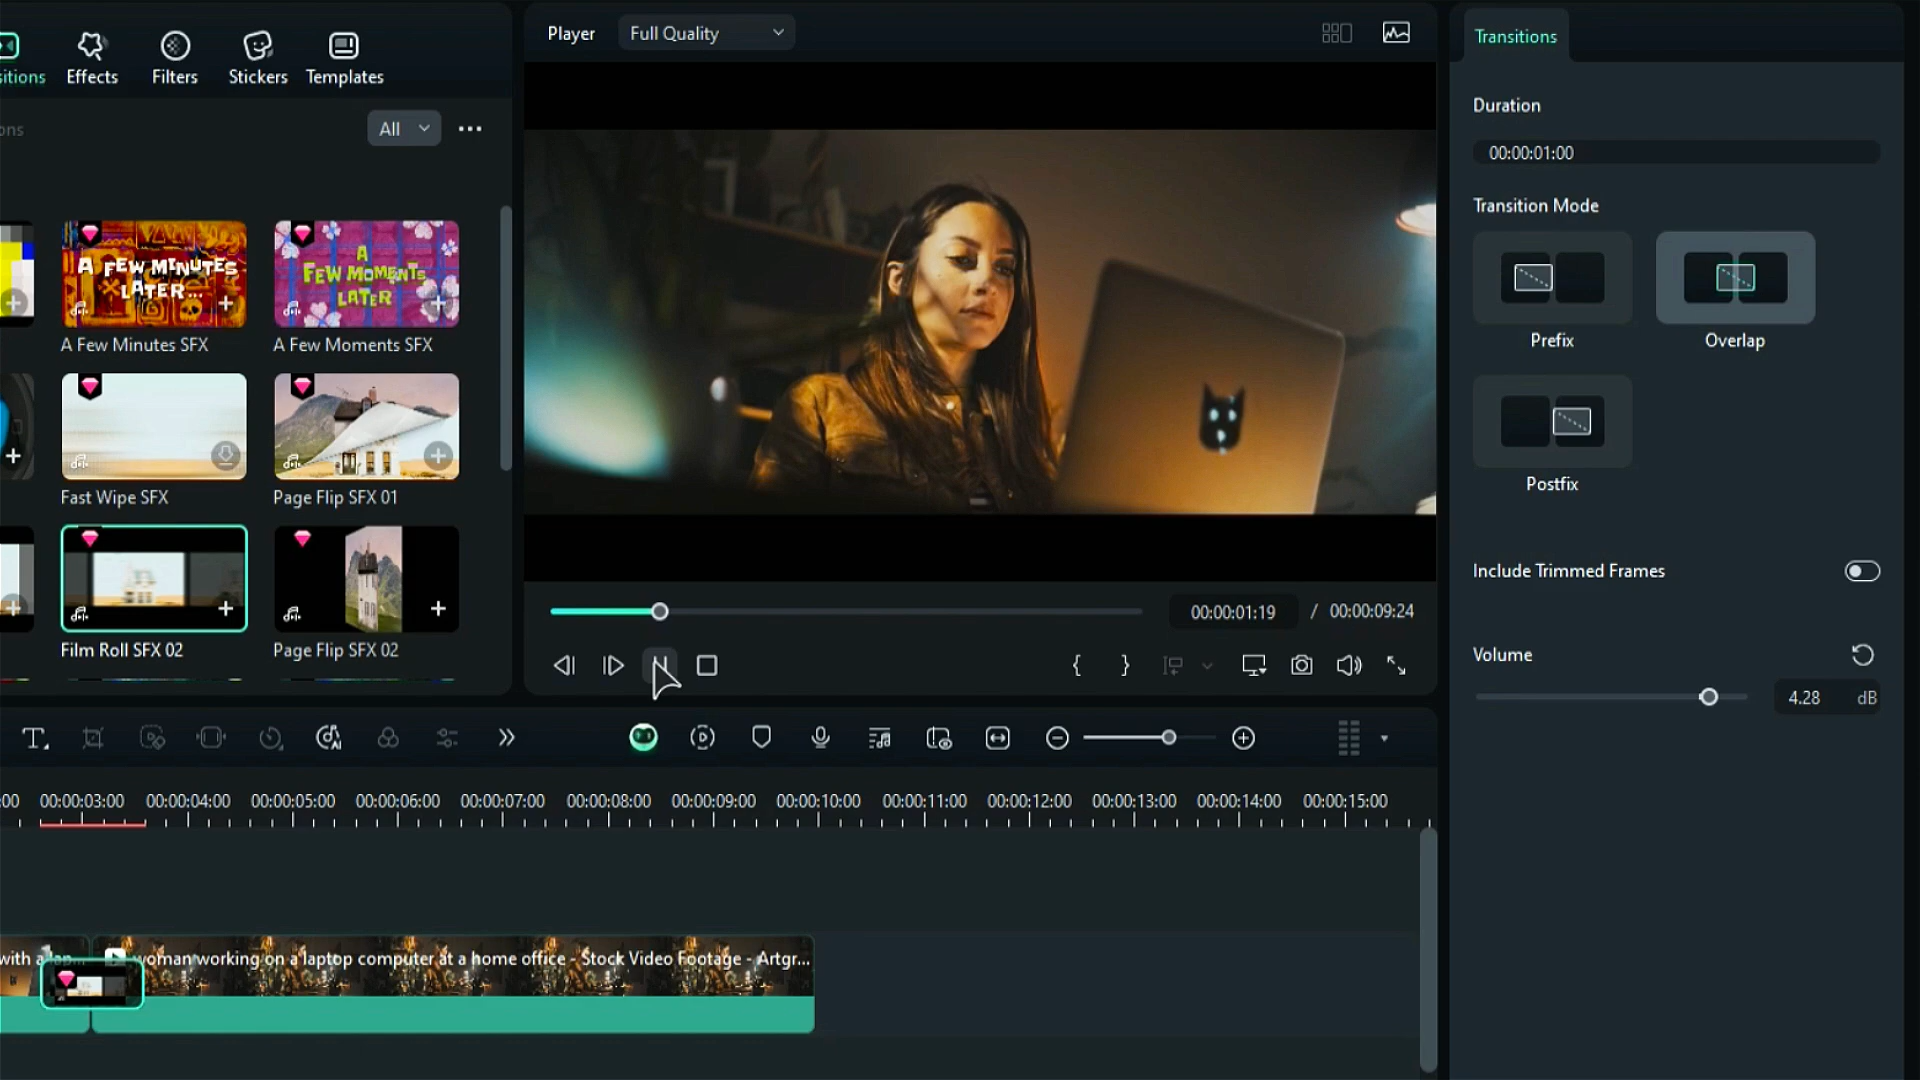 sitions
Effects
Filters
Stickers
Templates
ons
All
A FEW MINUTES
LATER...
A
FEW MOMENTS
LATER
A Few Minutes SFX
A Few Moments SFX
Fast Wipe SFX
Page Flip SFX 01
Film Roll SFX 02
Page Flip SFX 02
Player
Full Quality
00:00:01:19 / 00:00:09:24
Transitions
Duration
00:00:01:00
Transition Mode
Prefix
Overlap
Postfix
Include Trimmed Frames
Volume
4.28 dB
:00 00:00:03:00 00:00:04:00 00:00:05:00 00:00:06:00 00:00:07:00 00:00:08:00 00:00:09:00 00:00:10:00 00:00:11:00 00:00:12:00 00:00:13:00 00:00:14:00 00:00:15:00
with a lap... woman working on a laptop computer at a home office - Stock Video Footage - Artgr...